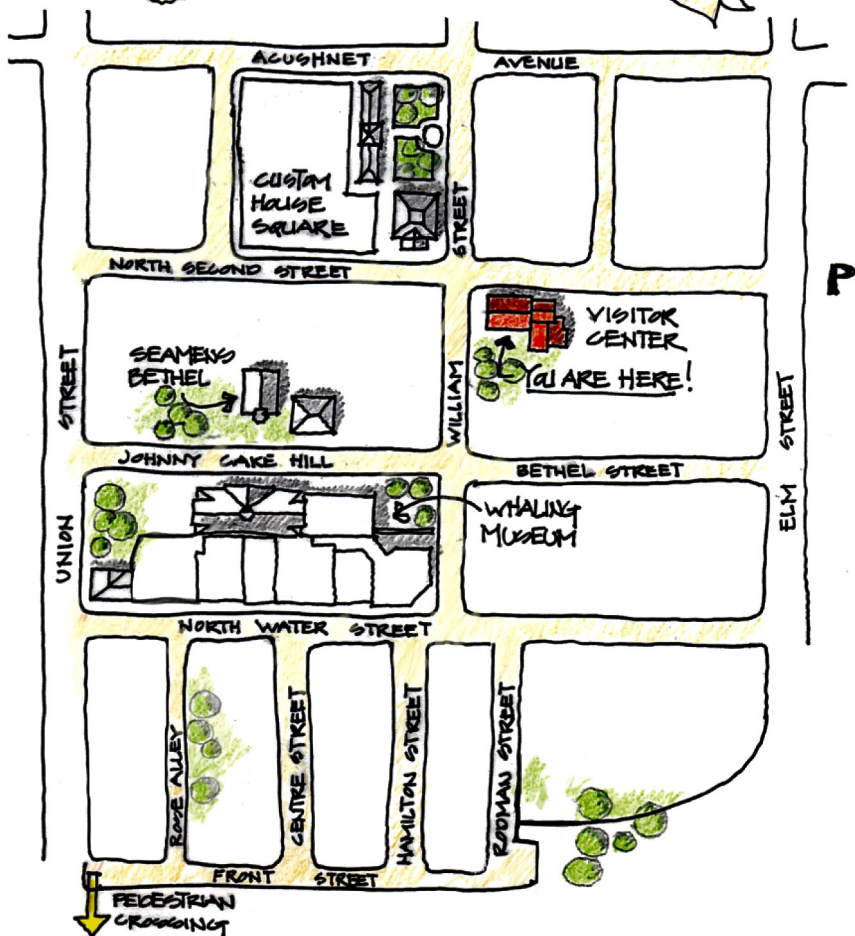 ACUSHNET AVENUE
CUSTOM
HOUSE
SQUARE
STREET
NORTH SECOND STREET
P
VISITOR
CENTER
YOU ARE HERE!
SEAMENS
BETHEL
STREET
WILLIAM
STREET
JOHNNY CAKE HILL
BETHEL STREET
WHALING
MUSEUM
UNION
ELM
NORTH WATER STREET
ROSE ALLEY
CENTRE STREET
HAMILTON STREET
RODMAN STREET
FRONT STREET
PEDESTRIAN
CROSSING